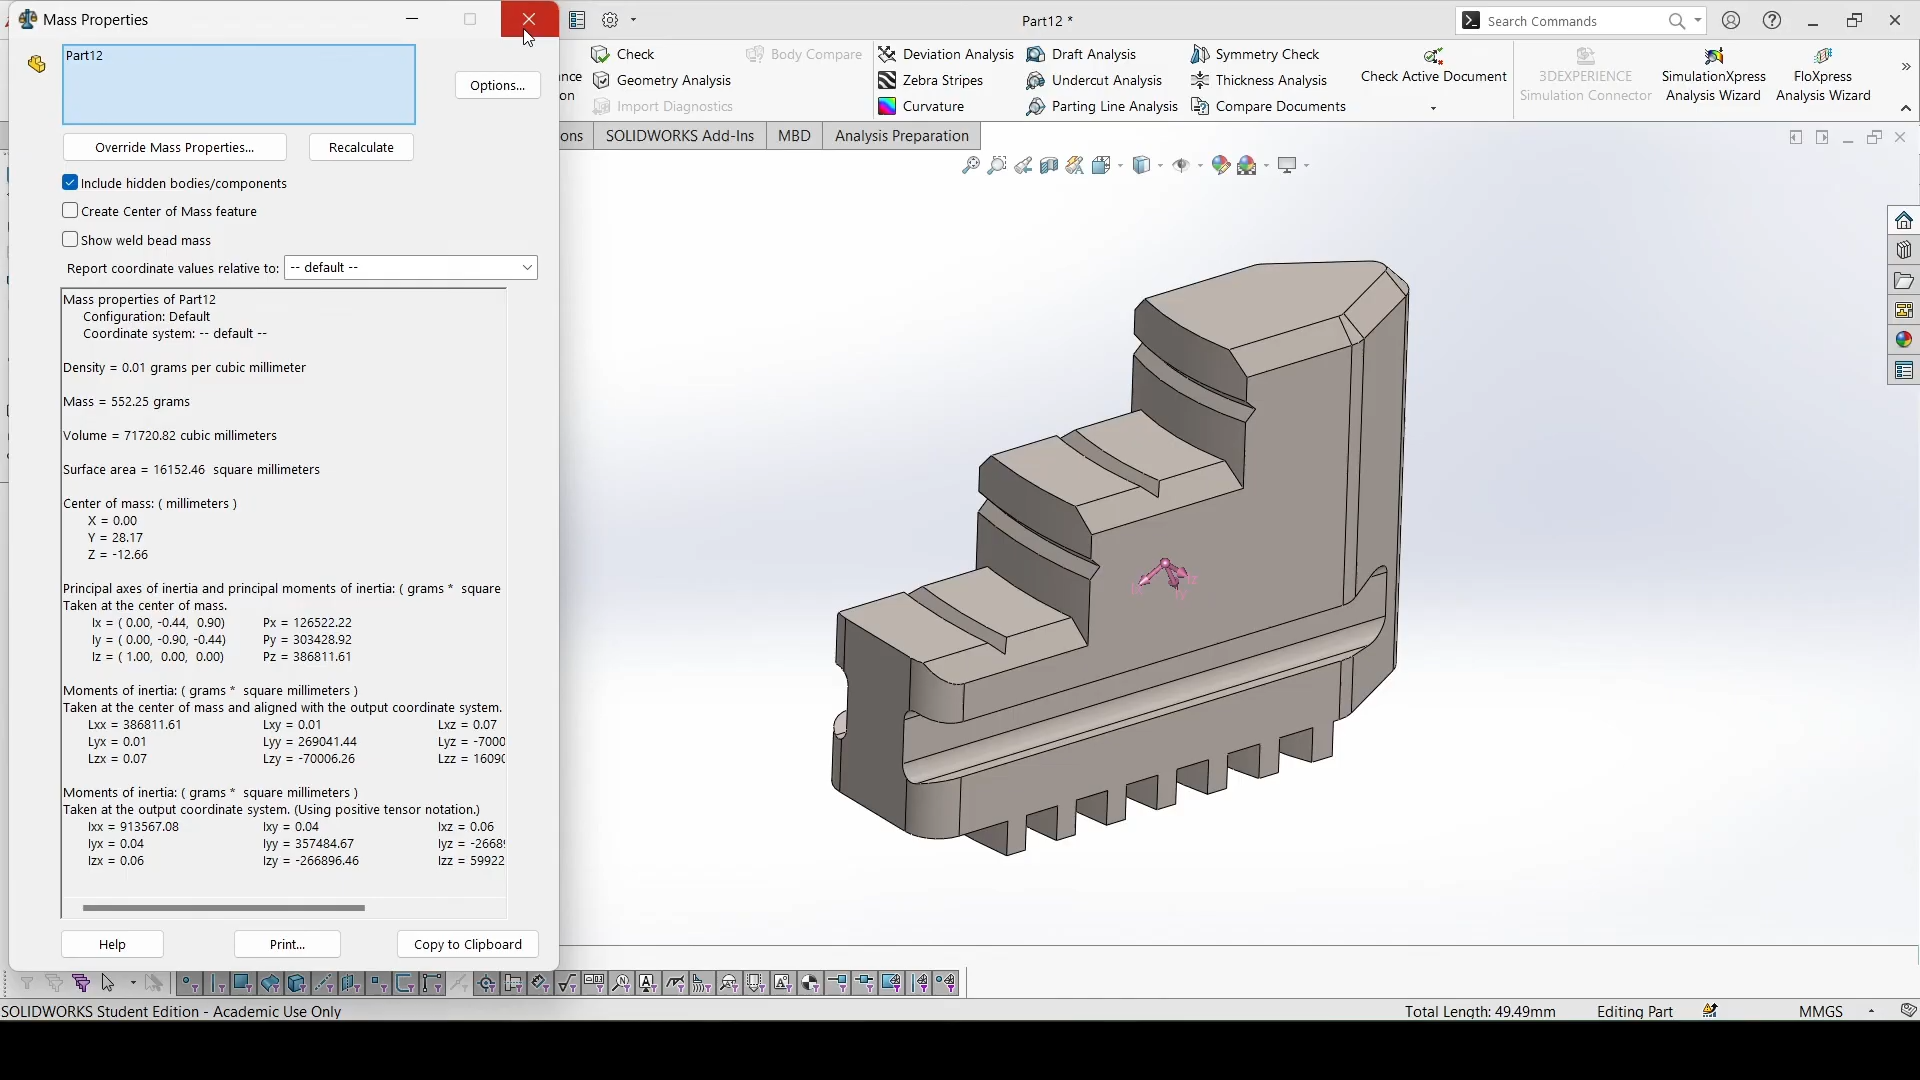 Mass Properties
Part12 *
Search Commands
Part12
Options...
Override Mass Properties...
Recalculate
Include hidden bodies/components
Create Center of Mass feature
Show weld bead mass
Report coordinate values relative to:
-- default --
Mass properties of Part12
Configuration: Default
Coordinate system: -- default --
Density = 0.01 grams per cubic millimeter
Mass = 552.25 grams
Volume = 71720.82 cubic millimeters
Surface area = 16152.46 square millimeters
Center of mass: ( millimeters )
X = 0.00
Y = 28.17
Z = -12.66
Principal axes of inertia and principal moments of inertia: ( grams * square
Taken at the center of mass.
Ix = ( 0.00, -0.44, 0.90) Px = 126522.22
Iy = ( 0.00, -0.90, -0.44) Py = 303428.92
Iz = ( 1.00, 0.00, 0.00) Pz = 386811.61
Moments of inertia: ( grams * square millimeters )
Taken at the center of mass and aligned with the output coordinate system.
Lxx = 386811.61 Lxy = 0.01 Lxz = 0.07
Lyx = 0.01 Lyy = 269041.44 Lyz = -7000
Lzx = 0.07 Lzy = -70006.26 Lzz = 1609
Moments of inertia: ( grams * square millimeters )
Taken at the output coordinate system. (Using positive tensor notation.)
Ixx = 913567.08 Ixy = 0.04 Ixz = 0.06
Iyx = 0.04 Iyy = 357484.67 Iyz = -2668
Izx = 0.06 Izy = -266896.46 Izz = 59922
Help
Print...
Copy to Clipboard
nce
on
Check
Geometry Analysis
Import Diagnostics
Body Compare
Deviation Analysis
Zebra Stripes
Curvature
Draft Analysis
Undercut Analysis
Parting Line Analysis
Symmetry Check
Thickness Analysis
Compare Documents
Check Active Document
3DEXPERIENCE
Simulation Connector
SimulationXpress
Analysis Wizard
FloXpress
Analysis Wizard
ons
SOLIDWORKS Add-Ins
MBD
Analysis Preparation
SOLIDWORKS Student Edition - Academic Use Only
Total Length: 49.49mm
Editing Part
MMGS